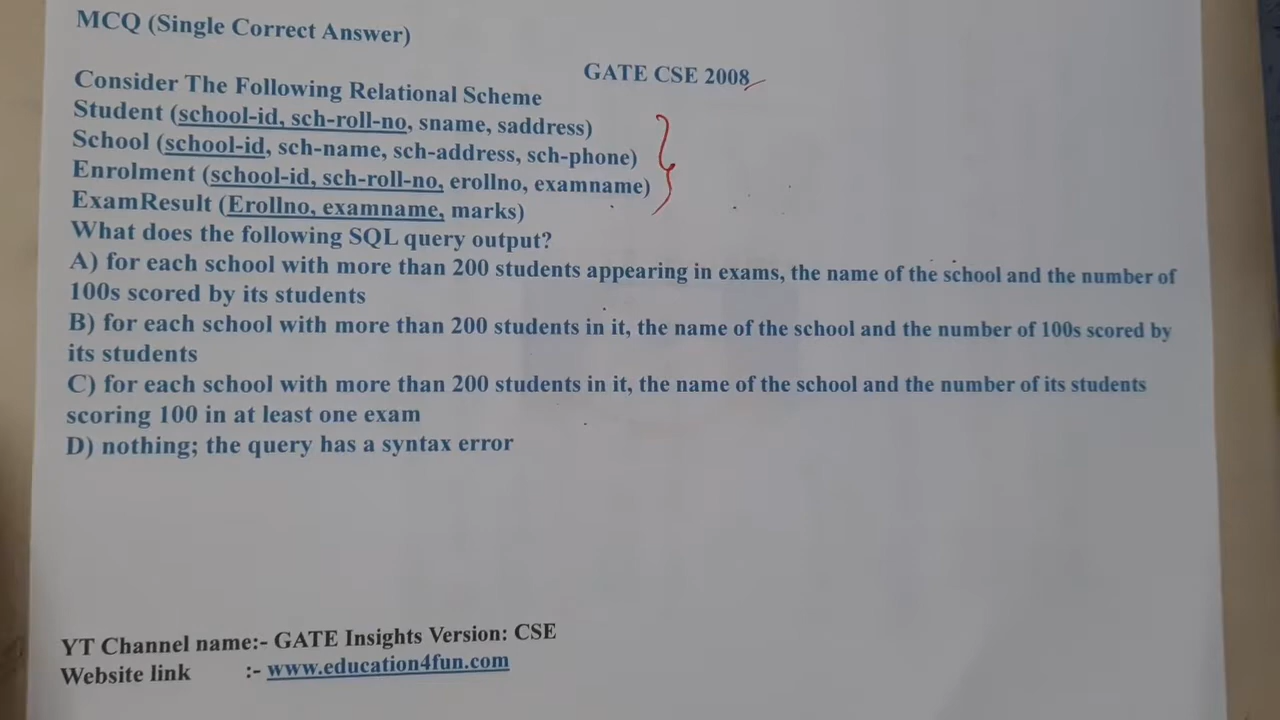 MCQ (Single Correct Answer)
GATE CSE 2008
Consider The Following Relational Scheme
Student (school-id, sch-roll-no, sname, saddress)
School (school-id, sch-name, sch-address, sch-phone)
Enrolment (school-id, sch-roll-no, erollno, examname)
ExamResult (Erollno, examname, marks)
What does the following SQL query output?
A) for each school with more than 200 students appearing in exams, the name of the school and the number of
100s scored by its students
B) for each school with more than 200 students in it, the name of the school and the number of 100s scored by
its students
C) for each school with more than 200 students in it, the name of the school and the number of its students
scoring 100 in at least one exam
D) nothing; the query has a syntax error
YT Channel name:- GATE Insights Version: CSE
Website link :- www.education4fun.com